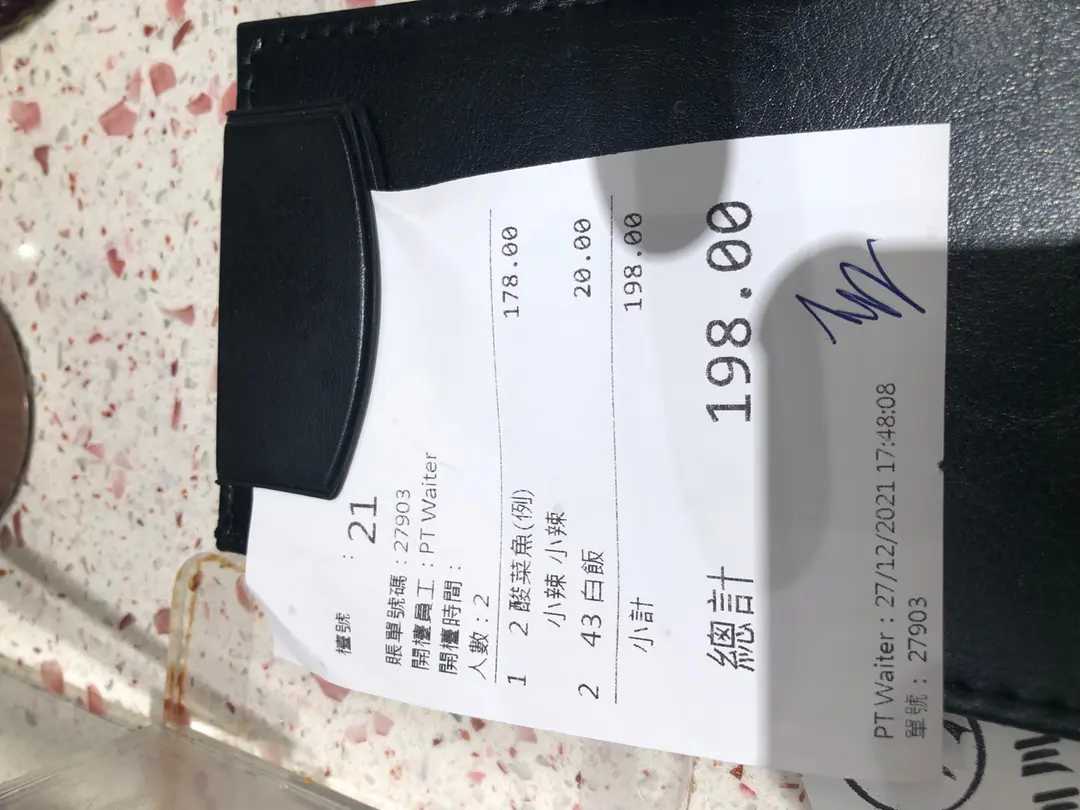 檯號 : 21
賬單號碼 : 27903
開檯員工 : PT Waiter
開檯時間 :
人數 : 2
1 2 酸菜魚(例) 178.00
小辣 小辣
2 43 白飯 20.00
小計 198.00
總計 198.00
PT Waiter : 27/12/2021 17:48:08
單號 : 27903